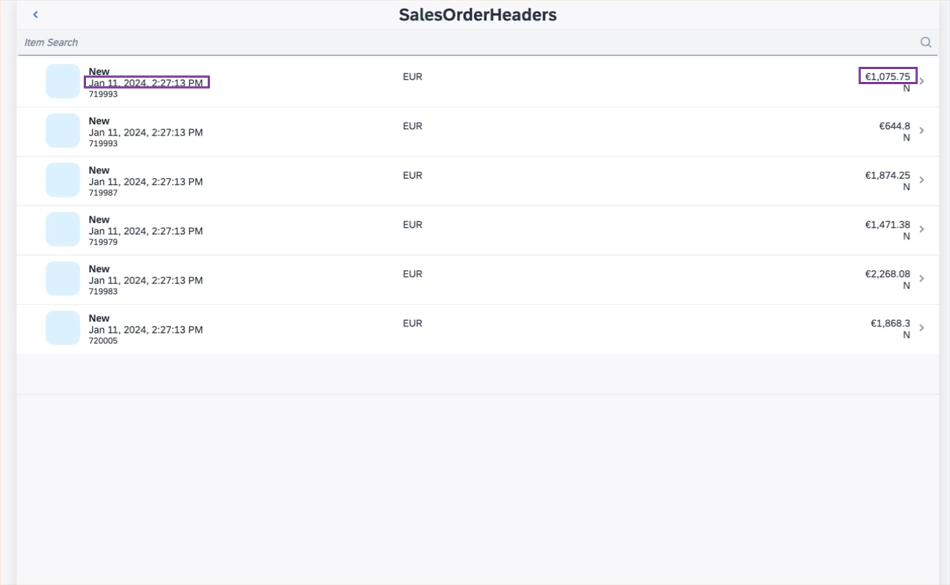 SalesOrderHeaders
Item Search
New
Jan 11, 2024, 2:27:13 PM
719993
EUR
€1,075.75
N
New
Jan 11, 2024, 2:27:13 PM
719993
EUR
€644.8
N
New
Jan 11, 2024, 2:27:13 PM
719987
EUR
€1,874.25
N
New
Jan 11, 2024, 2:27:13 PM
719979
EUR
€1,471.38
N
New
Jan 11, 2024, 2:27:13 PM
719983
EUR
€2,268.08
N
New
Jan 11, 2024, 2:27:13 PM
720005
EUR
€1,868.3
N